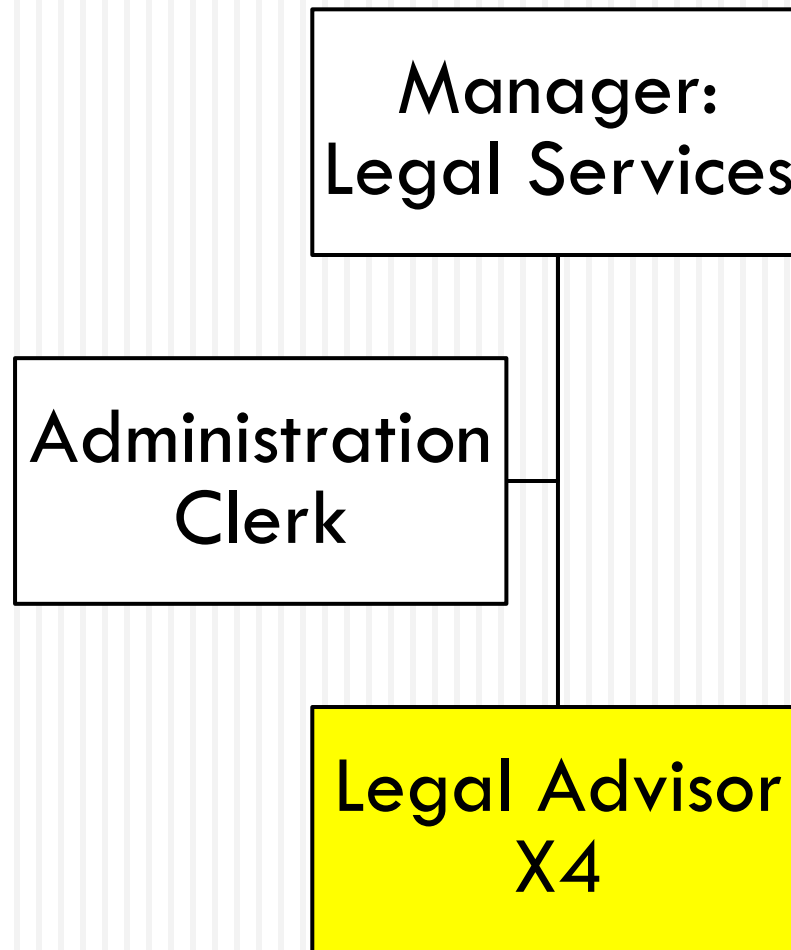 Manager:
Legal Services
Administration
Clerk
Legal Advisor
X4